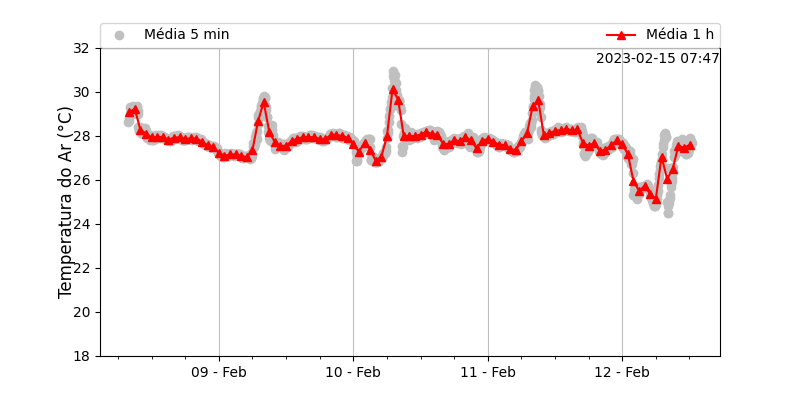 Média 5 min
Média 1 h
2023-02-15 07:47
Temperatura do Ar (°C)
32
30
28
26
24
22
20
18
09 - Feb
10 - Feb
11 - Feb
12 - Feb